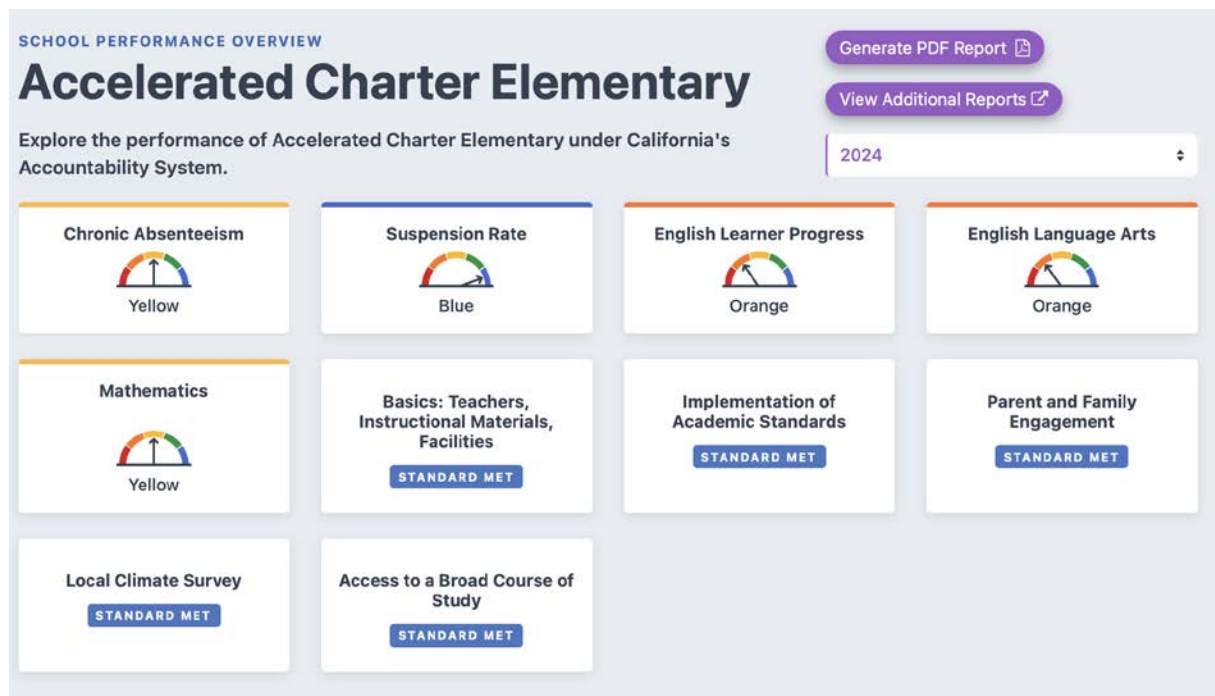 SCHOOL PERFORMANCE OVERVIEW
Accelerated Charter Elementary
Explore the performance of Accelerated Charter Elementary under California's
Accountability System.
Generate PDF Report
View Additional Reports
2024
Chronic Absenteeism
Yellow
Suspension Rate
Blue
English Learner Progress
Orange
English Language Arts
Orange
Mathematics
Yellow
Basics: Teachers,
Instructional Materials,
Facilities
STANDARD MET
Implementation of
Academic Standards
STANDARD MET
Parent and Family
Engagement
STANDARD MET
Local Climate Survey
STANDARD MET
Access to a Broad Course of
Study
STANDARD MET